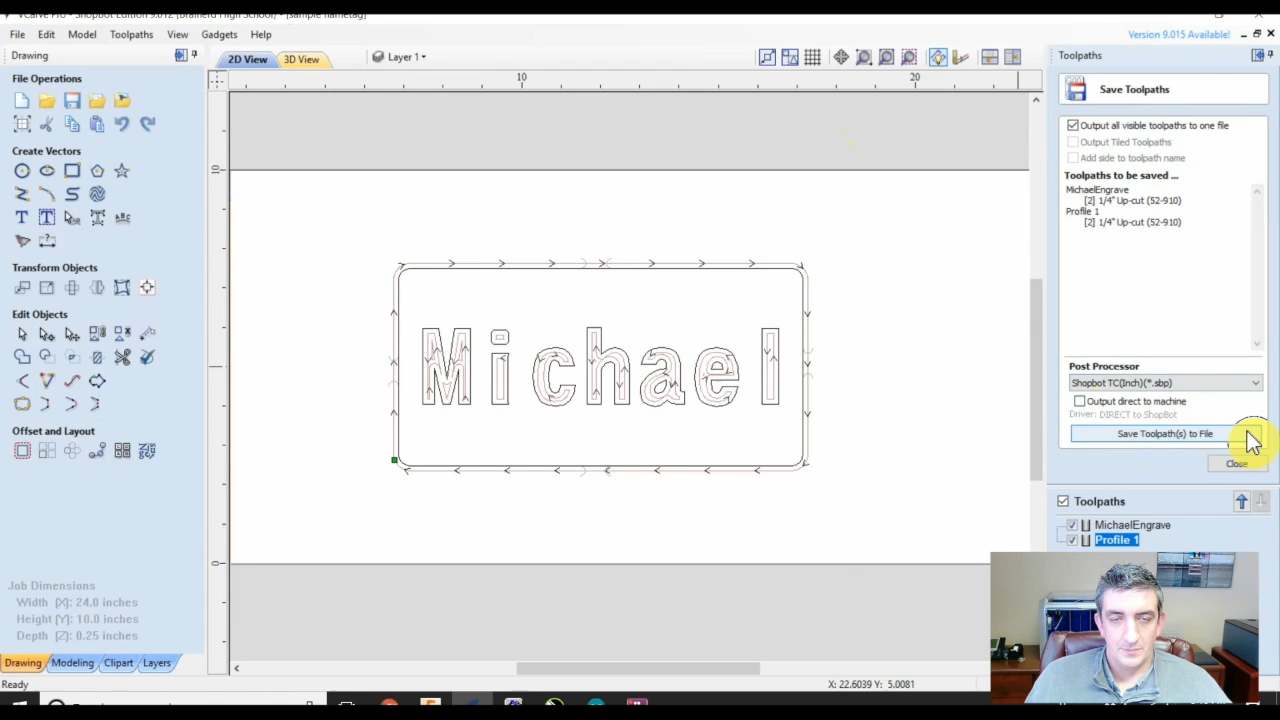 VCarve Pro - ShopBot Edition 9.012 (Brainerd High School) - [sample nametag]
File Edit Model Toolpaths View Gadgets Help
Version 9.015 Available!
Drawing
2D View 3D View
Layer 1
Toolpaths
File Operations
10 20
Save Toolpaths
10
Output all visible toolpaths to one file
Output Tiled Toolpaths
Add side to toolpath name
Create Vectors
Toolpaths to be saved ...
MichaelEngrave
[2] 1/4" Up-cut (52-910)
Profile 1
[2] 1/4" Up-cut (52-910)
Transform Objects
Edit Objects
Michael
Post Processor
Shopbot TC(Inch)(*.sbp)
Output direct to machine
Driver: DIRECT to ShopBot
Save Toolpath(s) to File
Close
Offset and Layout
Toolpaths
MichaelEngrave
Profile 1
0
Job Dimensions
Width (X): 24.0 inches
Height (Y): 10.0 inches
Depth (Z): 0.25 inches
Drawing Modeling Clipart Layers
Ready
X: 22.6039 Y: 5.0081